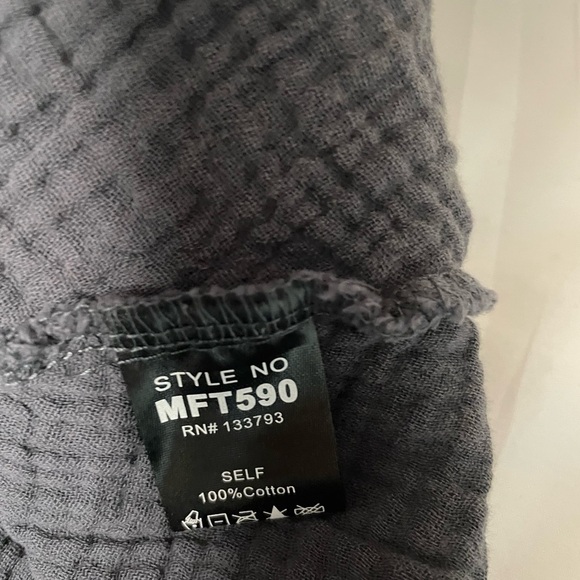 STYLE NO
MFT590
RN# 133793
SELF
100%Cotton